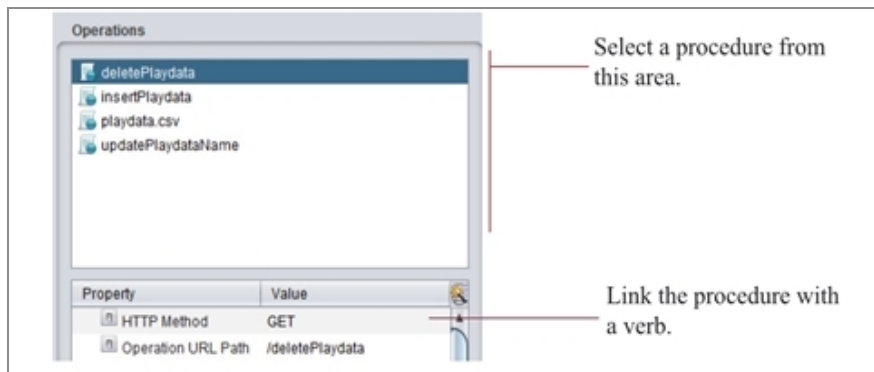 Operations
deletePlaydata
insertPlaydata
playdata.csv
updatePlaydataName
Select a procedure from
this area.
Property Value
HTTP Method GET
Operation URL Path /deletePlaydata
Link the procedure with
a verb.